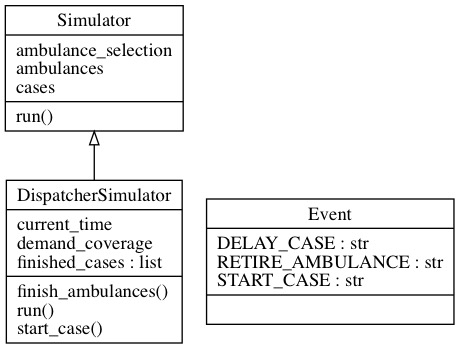 Simulator
ambulance_selection
ambulances
cases
run()
DispatcherSimulator
current_time
demand_coverage
finished_cases : list
finish_ambulances()
run()
start_case()
Event
DELAY_CASE : str
RETIRE_AMBULANCE : str
START_CASE : str